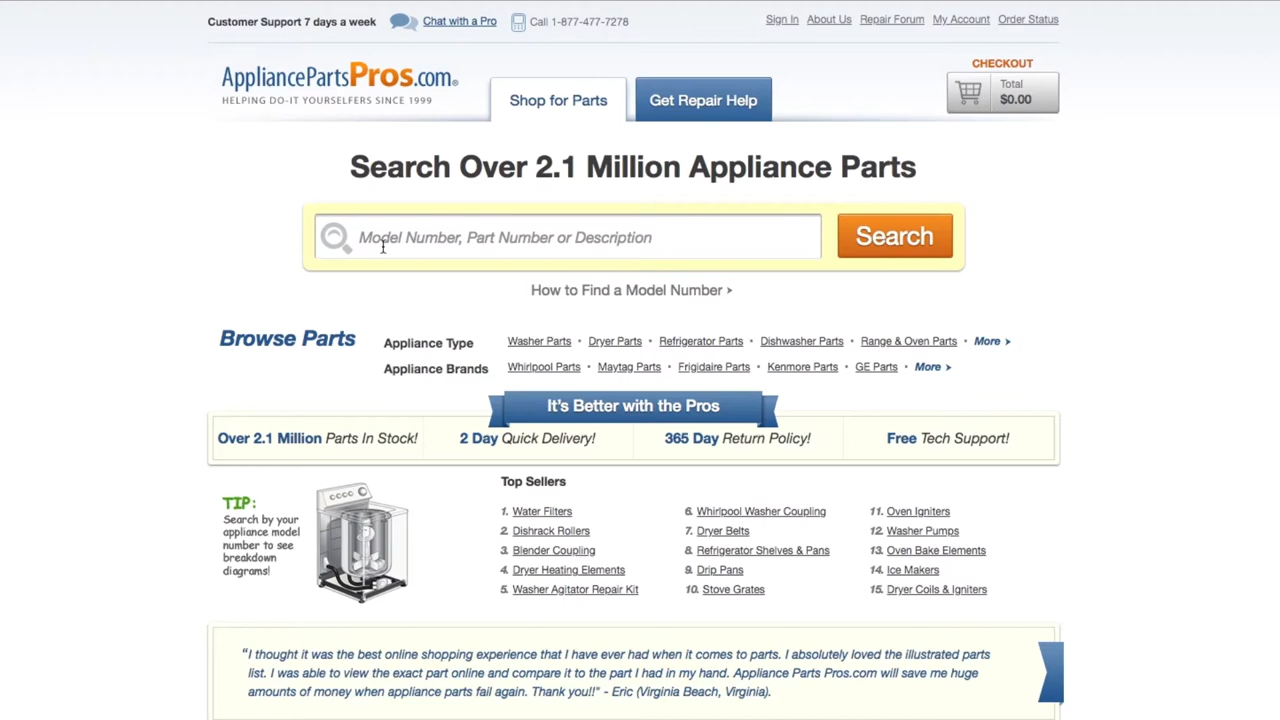 Customer Support 7 days a week Chat with a Pro Call 1-877-477-7278 Sign In About Us Repair Forum My Account Order Status
CHECKOUT
AppliancePartsPros.com®
HELPING DO-IT YOURSELFERS SINCE 1999
Shop for Parts Get Repair Help
Total
$0.00
Search Over 2.1 Million Appliance Parts
Model Number, Part Number or Description Search
How to Find a Model Number
Browse Parts
Appliance Type Washer Parts • Dryer Parts • Refrigerator Parts • Dishwasher Parts • Range & Oven Parts • More
Appliance Brands Whirlpool Parts • Maytag Parts • Frigidaire Parts • Kenmore Parts • GE Parts • More
It's Better with the Pros
Over 2.1 Million Parts In Stock! 2 Day Quick Delivery! 365 Day Return Policy! Free Tech Support!
TIP:
Search by your
appliance model
number to see
breakdown
diagrams!
Top Sellers
1. Water Filters
2. Dishrack Rollers
3. Blender Coupling
4. Dryer Heating Elements
5. Washer Agitator Repair Kit
6. Whirlpool Washer Coupling
7. Dryer Belts
8. Refrigerator Shelves & Pans
9. Drip Pans
10. Stove Grates
11. Oven Igniters
12. Washer Pumps
13. Oven Bake Elements
14. Ice Makers
15. Dryer Coils & Igniters
"I thought it was the best online shopping experience that I have ever had when it comes to parts. I absolutely loved the illustrated parts
list. I was able to view the exact part online and compare it to the part I had in my hand. Appliance Parts Pros.com will save me huge
amounts of money when appliance parts fail again. Thank you!!" - Eric (Virginia Beach, Virginia).